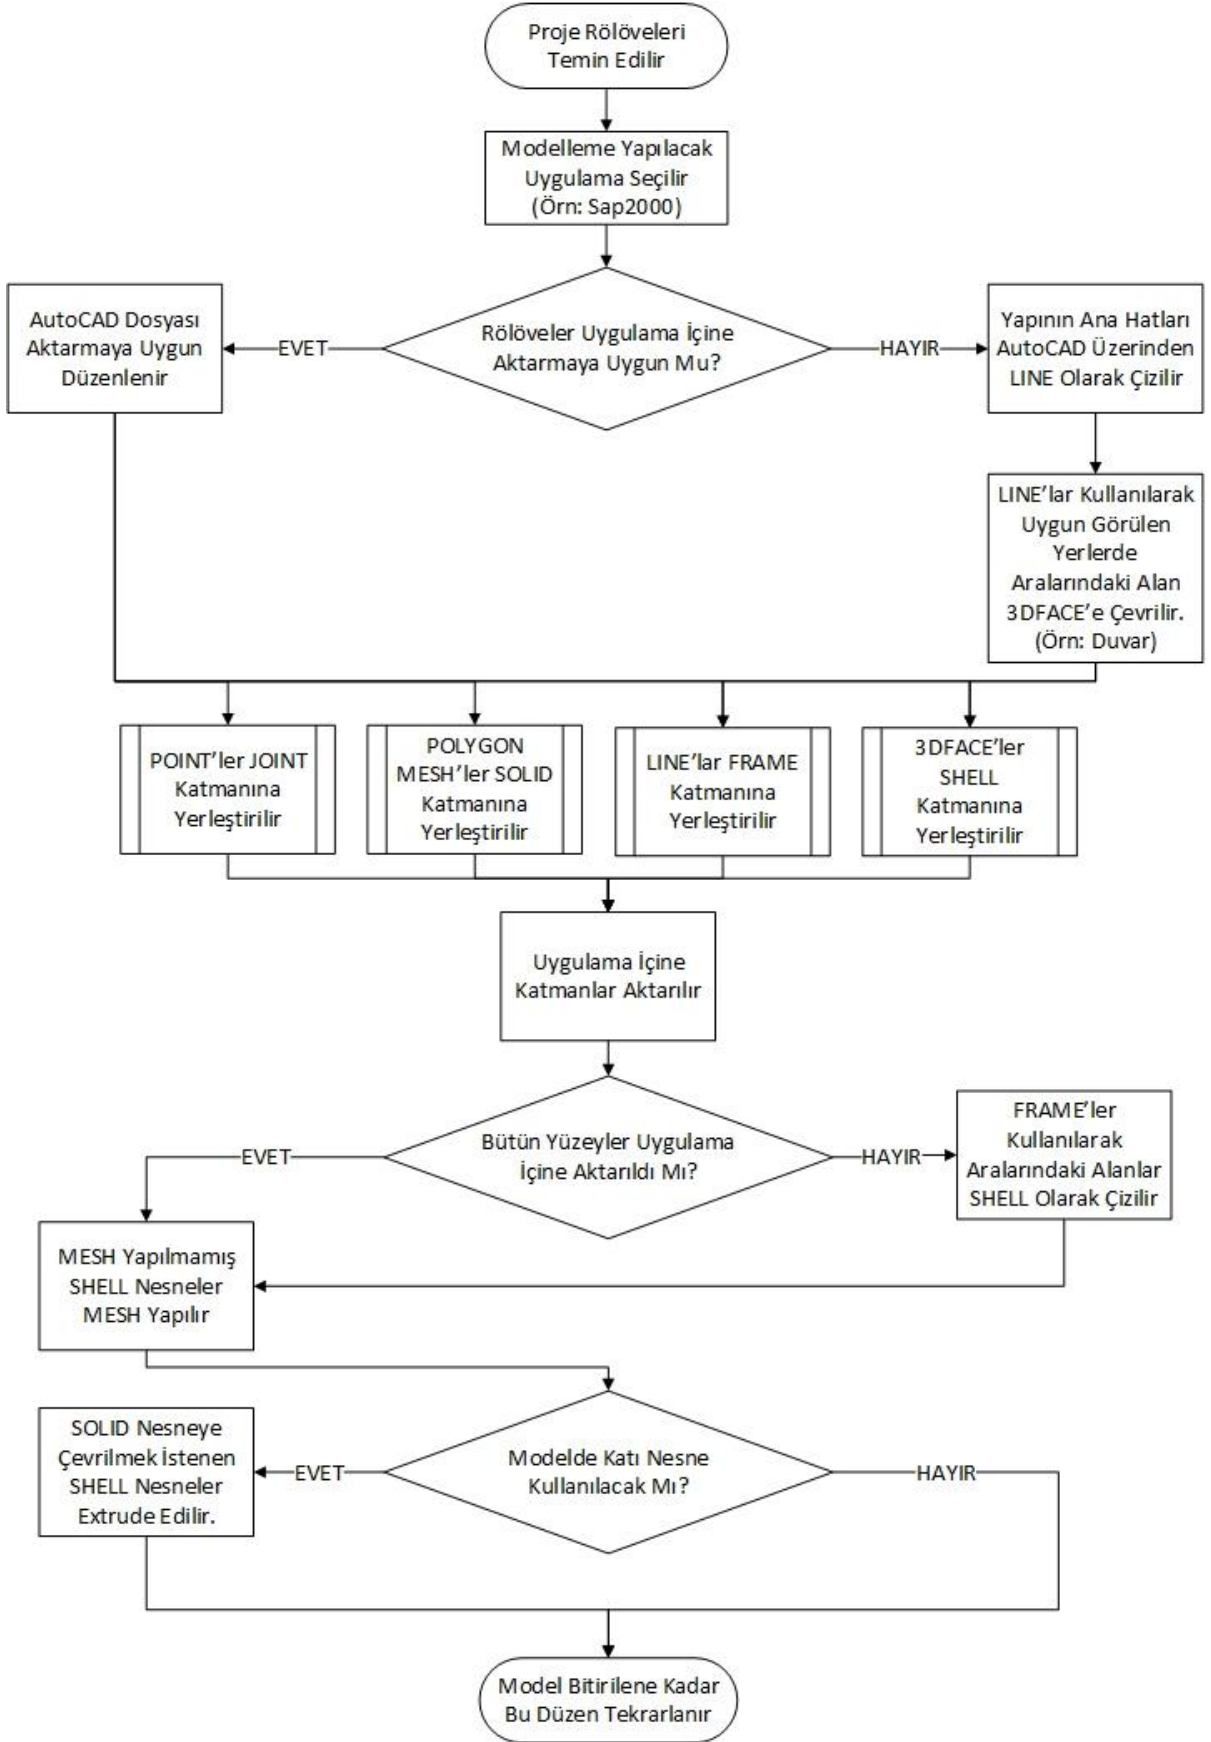 Proje Rölöveleri
Temin Edilir
Modelleme Yapılacak
Uygulama Seçilir
(Örn: Sap2000)
Rölöveler Uygulama İçine
Aktarmaya Uygun Mu?
EVET
HAYIR
AutoCAD Dosyası
Aktarmaya Uygun
Düzenlenir
Yapının Ana Hatları
AutoCAD Üzerinden
LINE Olarak Çizilir
LINE’lar Kullanılarak
Uygun Görülen
Yerlerde
Aralarındaki Alan
3DFACE’e Çevrilir.
(Örn: Duvar)
POINT’ler JOINT
Katmanına
Yerleştirilir
POLYGON
MESH’ler SOLID
Katmanına
Yerleştirilir
LINE’lar FRAME
Katmanına
Yerleştirilir
3DFACE’ler
SHELL
Katmanına
Yerleştirilir
Uygulama İçine
Katmanlar Aktarılır
Bütün Yüzeyler Uygulama
İçine Aktarıldı Mı?
EVET
HAYIR
FRAME’ler
Kullanılarak
Aralarındaki Alanlar
SHELL Olarak Çizilir
MESH Yapılmamış
SHELL Nesneler
MESH Yapılır
Modelde Katı Nesne
Kullanılacak Mı?
EVET
HAYIR
SOLID Nesneye
Çevrilmek İstenen
SHELL Nesneler
Extrude Edilir.
Model Bitirilene Kadar
Bu Düzen Tekrarlanır